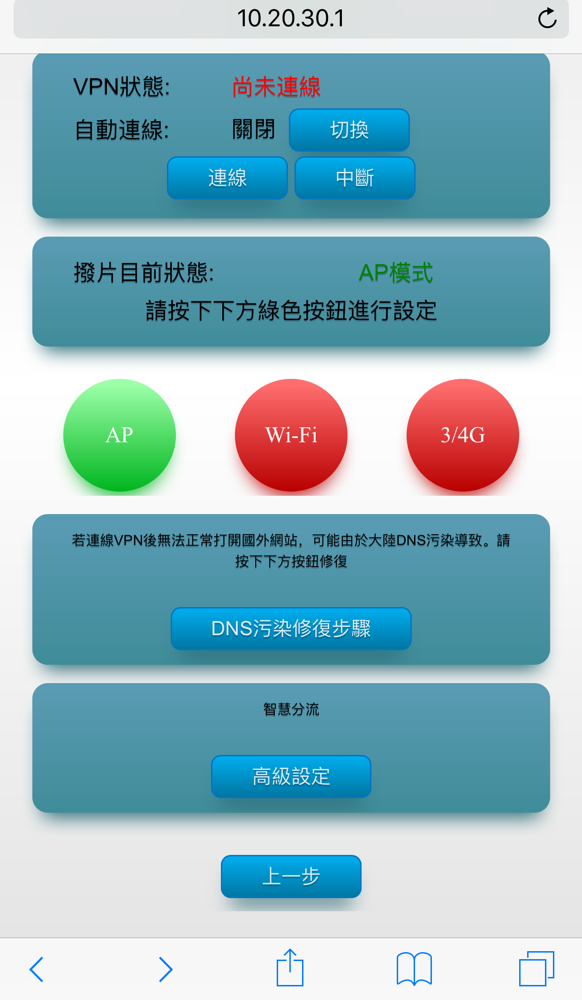 10.20.30.1
VPN狀態: 尚未連線
自動連線: 關閉 切換
連線 中斷
撥片目前狀態: AP模式
請按下下方綠色按鈕進行設定
AP Wi-Fi 3/4G
若連線VPN後無法正常打開國外網站，可能由於大陸DNS污染導致。請
按下下方按鈕修復
DNS污染修復步驟
智慧分流
高級設定
上一步